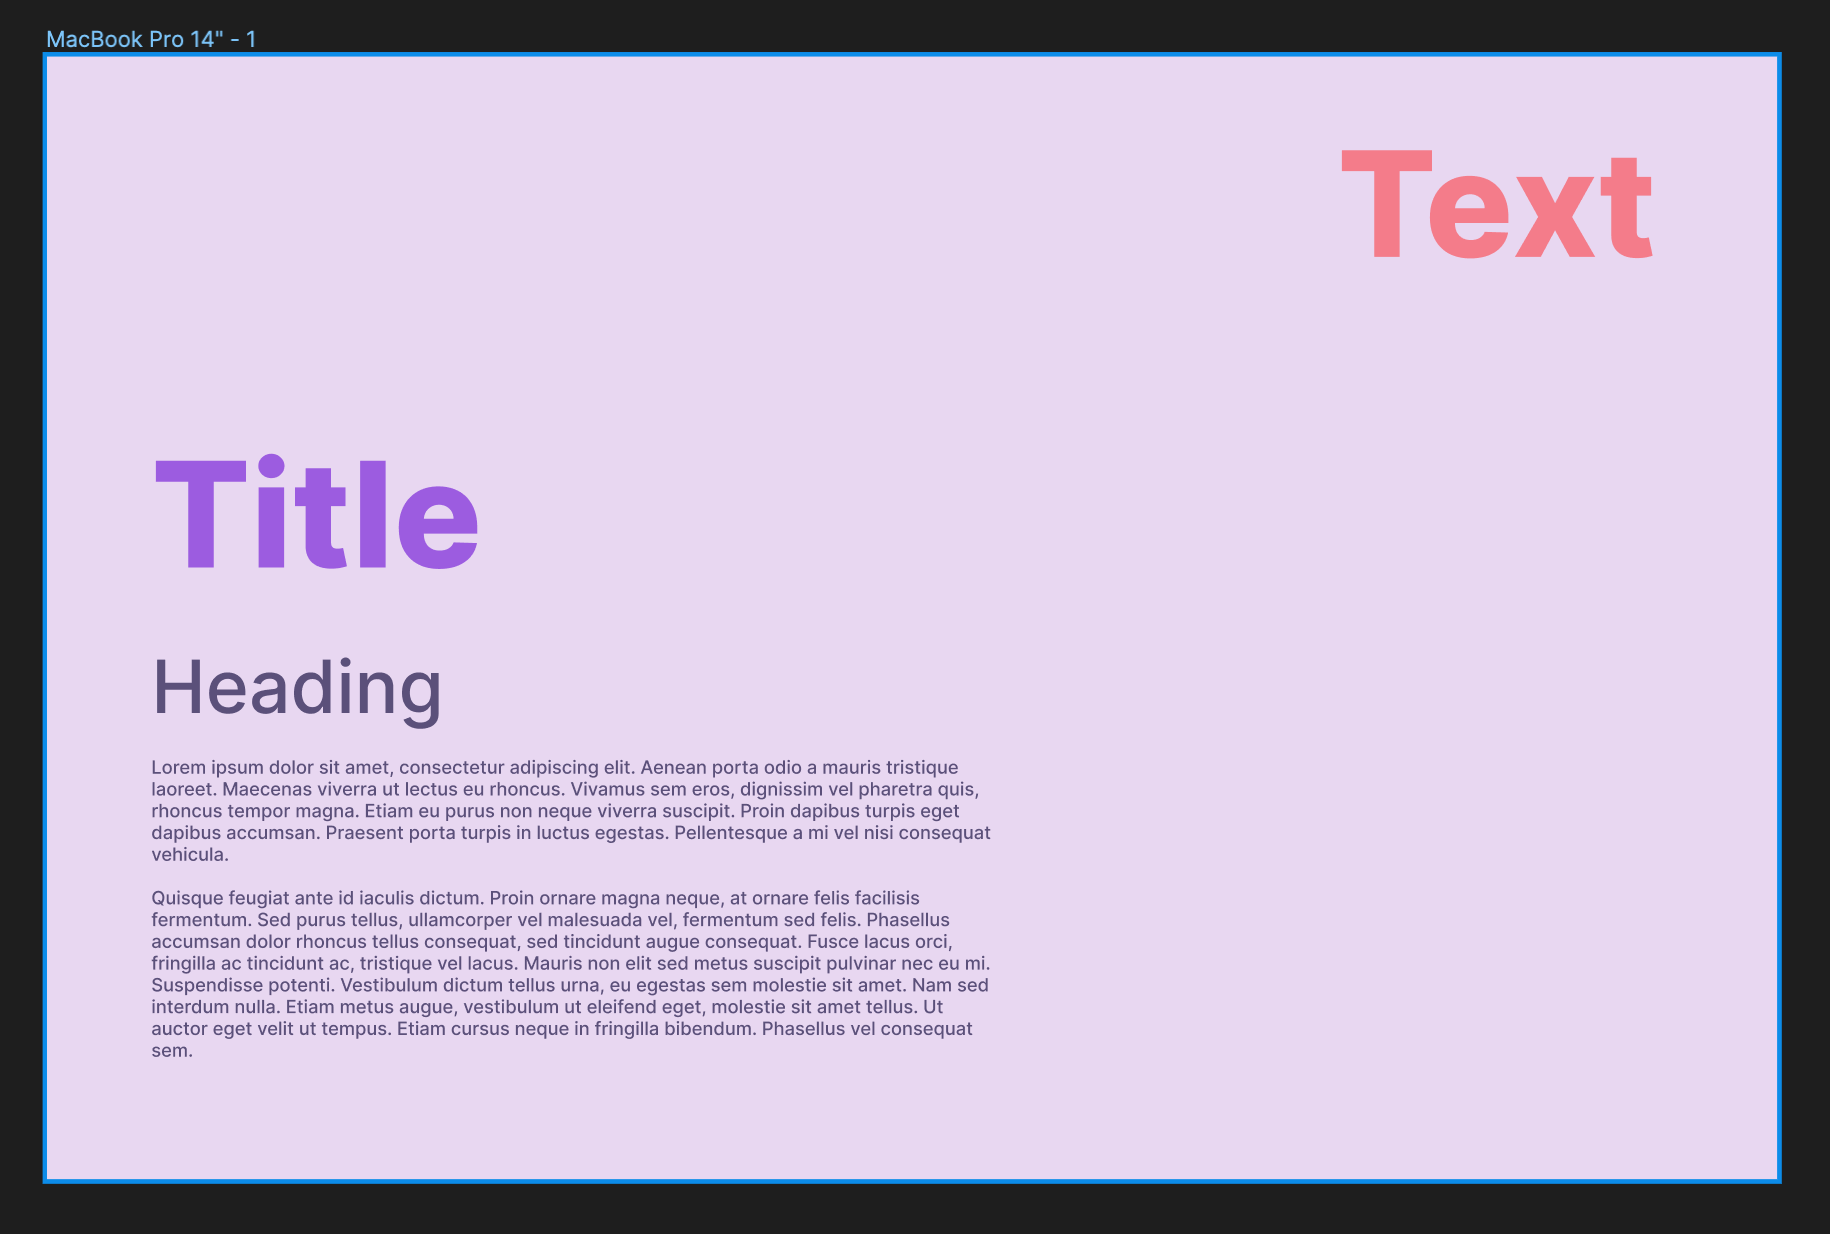 MacBook Pro 14" - 1
Text
Title
Heading
Lorem ipsum dolor sit amet, consectetur adipiscing elit. Aenean porta odio a mauris tristique
laoreet. Maecenas viverra ut lectus eu rhoncus. Vivamus sem eros, dignissim vel pharetra quis,
rhoncus tempor magna. Etiam eu purus non neque viverra suscipit. Proin dapibus turpis eget
dapibus accumsan. Praesent porta turpis in luctus egestas. Pellentesque a mi vel nisi consequat
vehicula.
Quisque feugiat ante id iaculis dictum. Proin ornare magna neque, at ornare felis facilisis
fermentum. Sed purus tellus, ullamcorper vel malesuada vel, fermentum sed felis. Phasellus
accumsan dolor rhoncus tellus consequat, sed tincidunt augue consequat. Fusce lacus orci,
fringilla ac tincidunt ac, tristique vel lacus. Mauris non elit sed metus suscipit pulvinar nec eu mi.
Suspendisse potenti. Vestibulum dictum tellus urna, eu egestas sem molestie sit amet. Nam sed
interdum nulla. Etiam metus augue, vestibulum ut eleifend eget, molestie sit amet tellus. Ut
auctor eget velit ut tempus. Etiam cursus neque in fringilla bibendum. Phasellus vel consequat
sem.